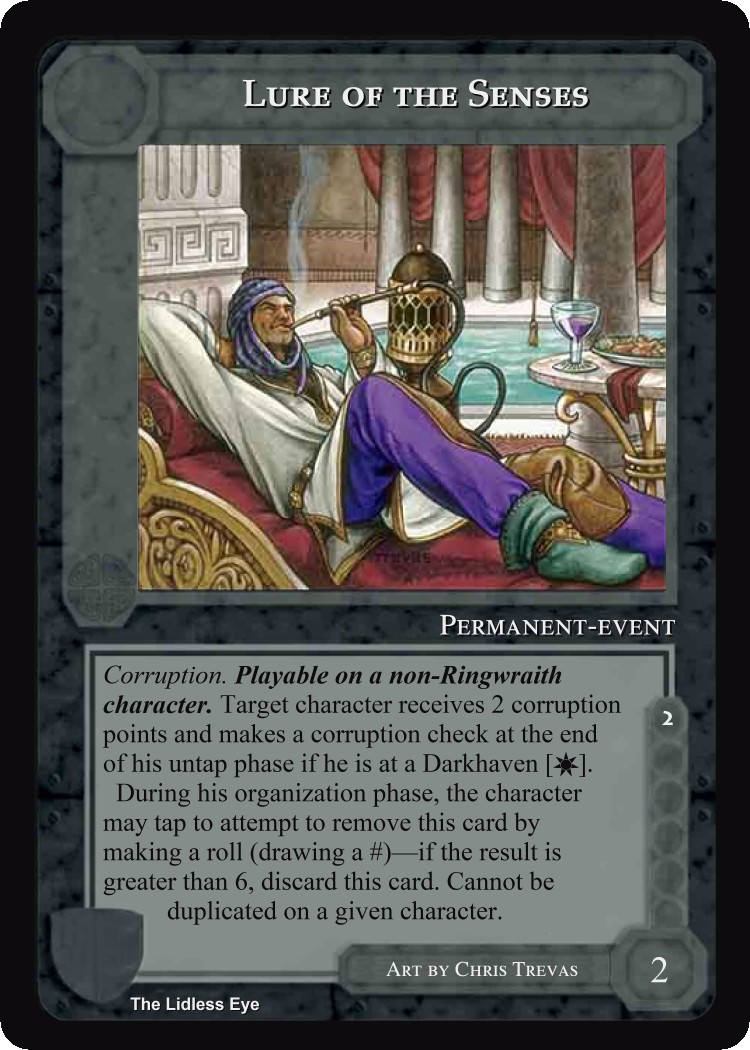 Lure of the Senses
TREVAS
Permanent-event
Corruption. Playable on a non-Ringwraith
character. Target character receives 2 corruption
points and makes a corruption check at the end
of his untap phase if he is at a Darkhaven [☀].
During his organization phase, the character
may tap to attempt to remove this card by
making a roll (drawing a #)—if the result is
greater than 6, discard this card. Cannot be
duplicated on a given character.
2
Art by Chris Trevas
2
The Lidless Eye